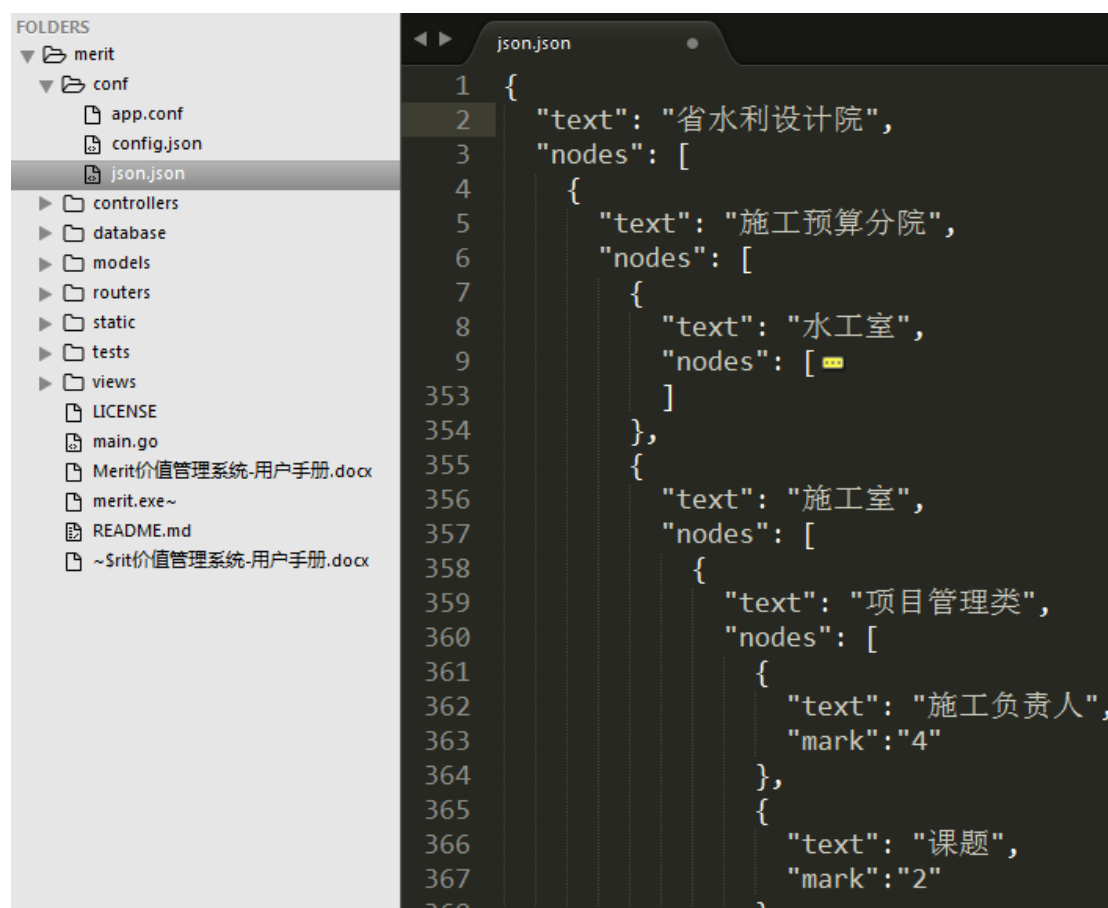 FOLDERS
merit
conf
app.conf
config.json
json.json
controllers
database
models
routers
static
tests
views
LICENSE
main.go
Merit价值管理系统-用户手册.docx
merit.exe~
README.md
~$rit价值管理系统-用户手册.docx
json.json
1 {
2 "text": "省水利设计院",
3 "nodes": [
4 {
5 "text": "施工预算分院",
6 "nodes": [
7 {
8 "text": "水工室",
9 "nodes": [
353 ]
354 },
355 {
356 "text": "施工室",
357 "nodes": [
358 {
359 "text": "项目管理类",
360 "nodes": [
361 {
362 "text": "施工负责人",
363 "mark":"4"
364 },
365 {
366 "text": "课题",
367 "mark":"2"